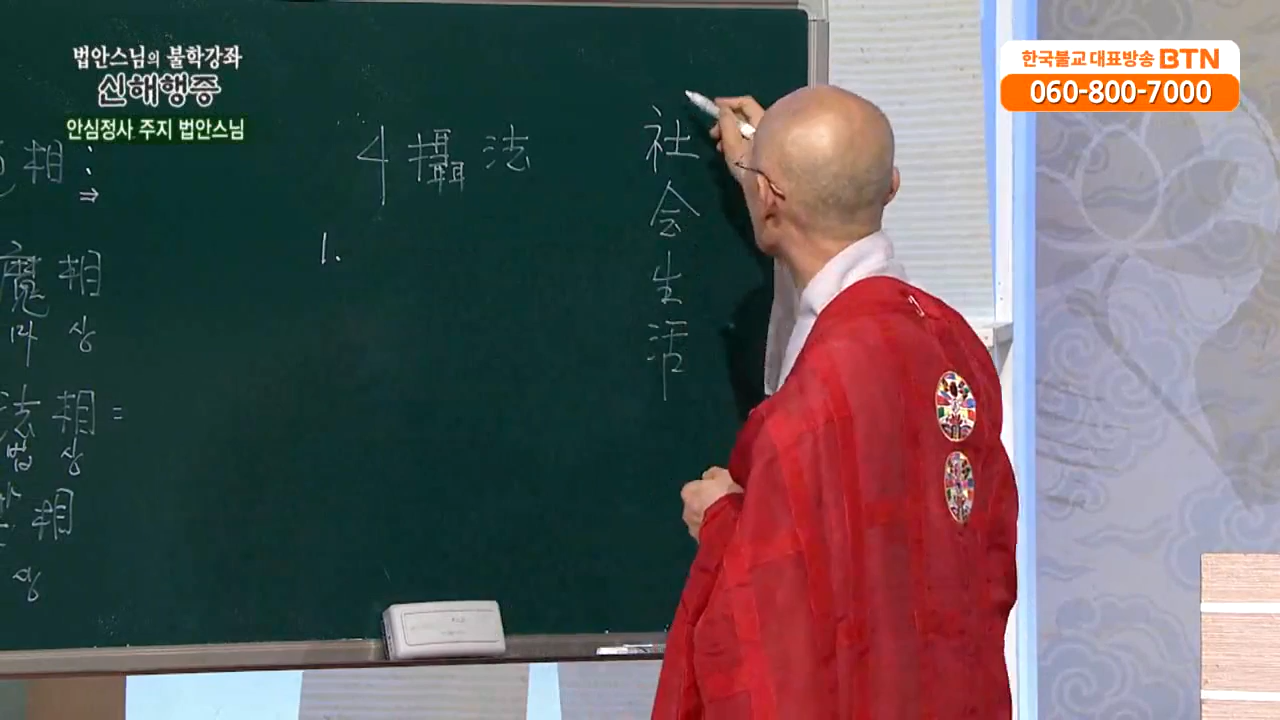 법안스님의 불학강좌
신해행증
안심정사 주지 법안스님
한국불교 대표방송 BTN
060-800-7000
相 :
⇒
魔相
마 상
法相 =
법 상
相
상
4 攝 法
1.
社
会
生
活